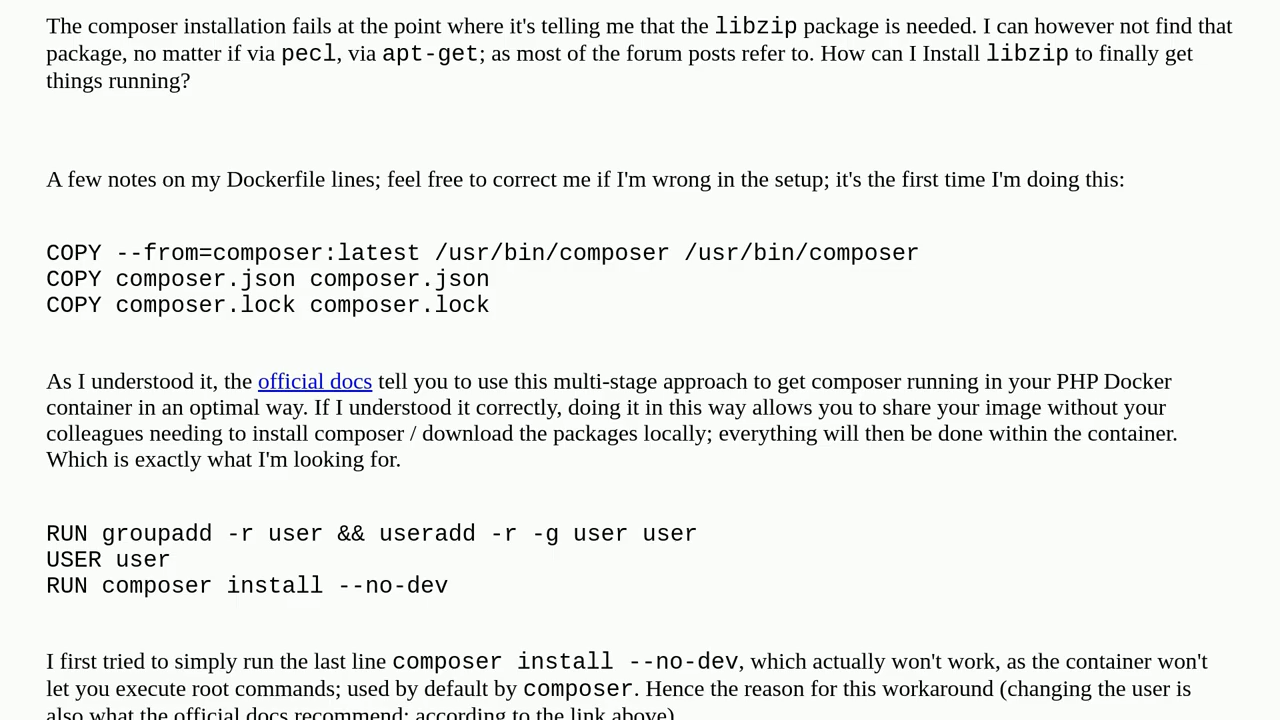 The composer installation fails at the point where it's telling me that the libzip package is needed. I can however not find that
package, no matter if via pecl, via apt-get; as most of the forum posts refer to. How can I Install libzip to finally get
things running?
A few notes on my Dockerfile lines; feel free to correct me if I'm wrong in the setup; it's the first time I'm doing this:
COPY --from=composer:latest /usr/bin/composer /usr/bin/composer
COPY composer.json composer.json
COPY composer.lock composer.lock
As I understood it, the official docs tell you to use this multi-stage approach to get composer running in your PHP Docker
container in an optimal way. If I understood it correctly, doing it in this way allows you to share your image without your
colleagues needing to install composer / download the packages locally; everything will then be done within the container.
Which is exactly what I'm looking for.
RUN groupadd -r user && useradd -r -g user user
USER user
RUN composer install --no-dev
I first tried to simply run the last line composer install --no-dev, which actually won't work, as the container won't
let you execute root commands; used by default by composer. Hence the reason for this workaround (changing the user is
also what the official docs recommend; according to the link above)